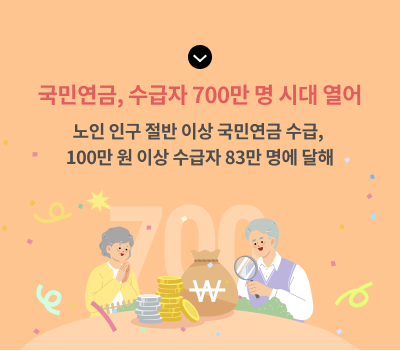 국민연금, 수급자 700만 명 시대 열어
노인 인구 절반 이상 국민연금 수급,
100만 원 이상 수급자 83만 명에 달해
700
₩